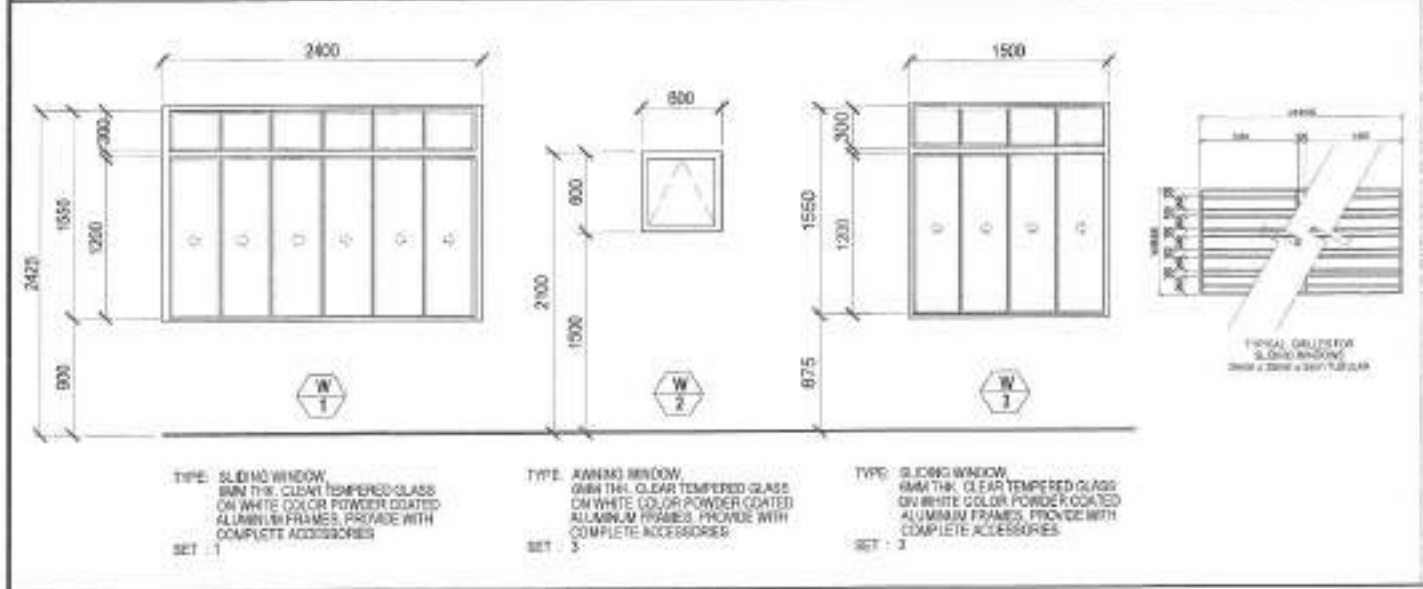 2400
2425
1550
300
1200
900
W
1
600
2100
600
1500
W
2
1500
1550
300
1200
875
W
3
TYPICAL GRILLES FOR
SLIDING WINDOWS
TUBULAR
TYPE: SLIDING WINDOW,
6MM THK. CLEAR TEMPERED GLASS
ON WHITE COLOR POWDER COATED
ALUMINUM FRAMES, PROVIDE WITH
COMPLETE ACCESSORIES
SET : 1
TYPE: AWNING WINDOW,
6MM THK. CLEAR TEMPERED GLASS
ON WHITE COLOR POWDER COATED
ALUMINUM FRAMES, PROVIDE WITH
COMPLETE ACCESSORIES
SET : 3
TYPE: SLIDING WINDOW,
6MM THK. CLEAR TEMPERED GLASS
ON WHITE COLOR POWDER COATED
ALUMINUM FRAMES, PROVIDE WITH
COMPLETE ACCESSORIES
SET :